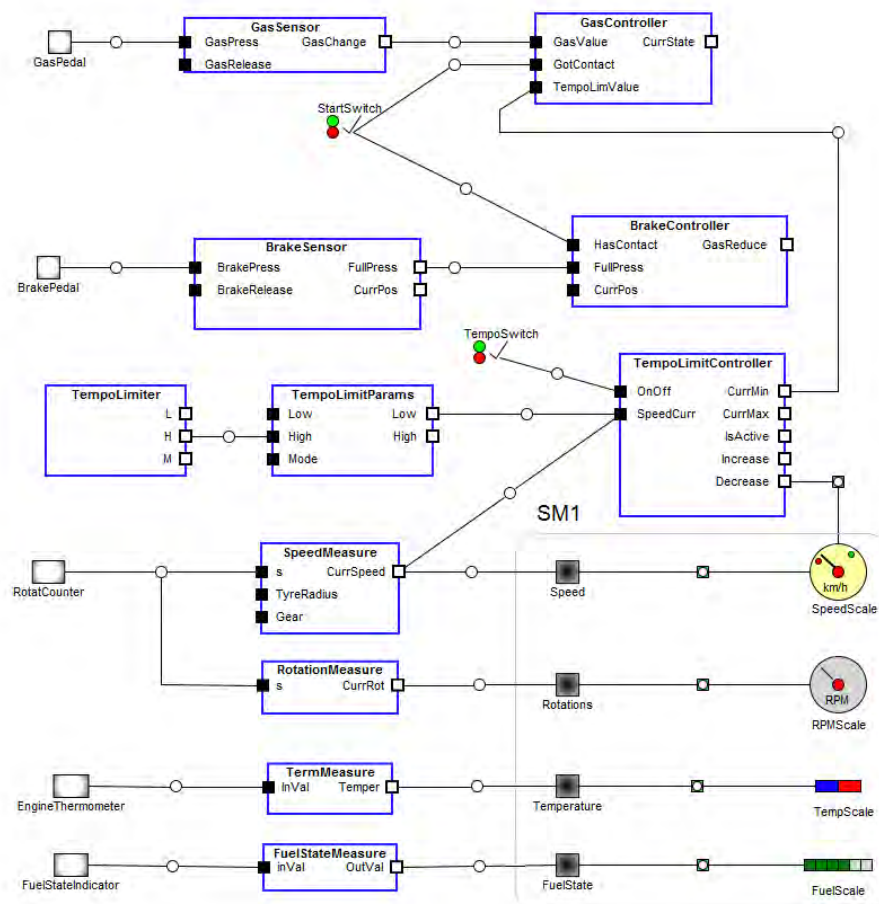 GasSensor
GasPress GasChange
GasRelease
GasPedal
GasController
GasValue CurrState
GotContact
TempoLimValue
StartSwitch
BrakeController
HasContact GasReduce
FullPress
CurrPos
BrakeSensor
BrakePress FullPress
BrakeRelease CurrPos
BrakePedal
TempoSwitch
TempoLimitController
OnOff CurrMin
SpeedCurr CurrMax
IsActive
Increase
Decrease
TempoLimiter
L
H
M
TempoLimitParams
Low Low
High High
Mode
SM1
SpeedMeasure
s CurrSpeed
TyreRadius
Gear
RotatCounter
Speed
km/h
SpeedScale
RotationMeasure
s CurrRot
Rotations
RPM
RPMScale
TermMeasure
InVal Temper
EngineThermometer
Temperature
TempScale
FuelStateMeasure
inVal OutVal
FuelStateIndicator
FuelState
FuelScale